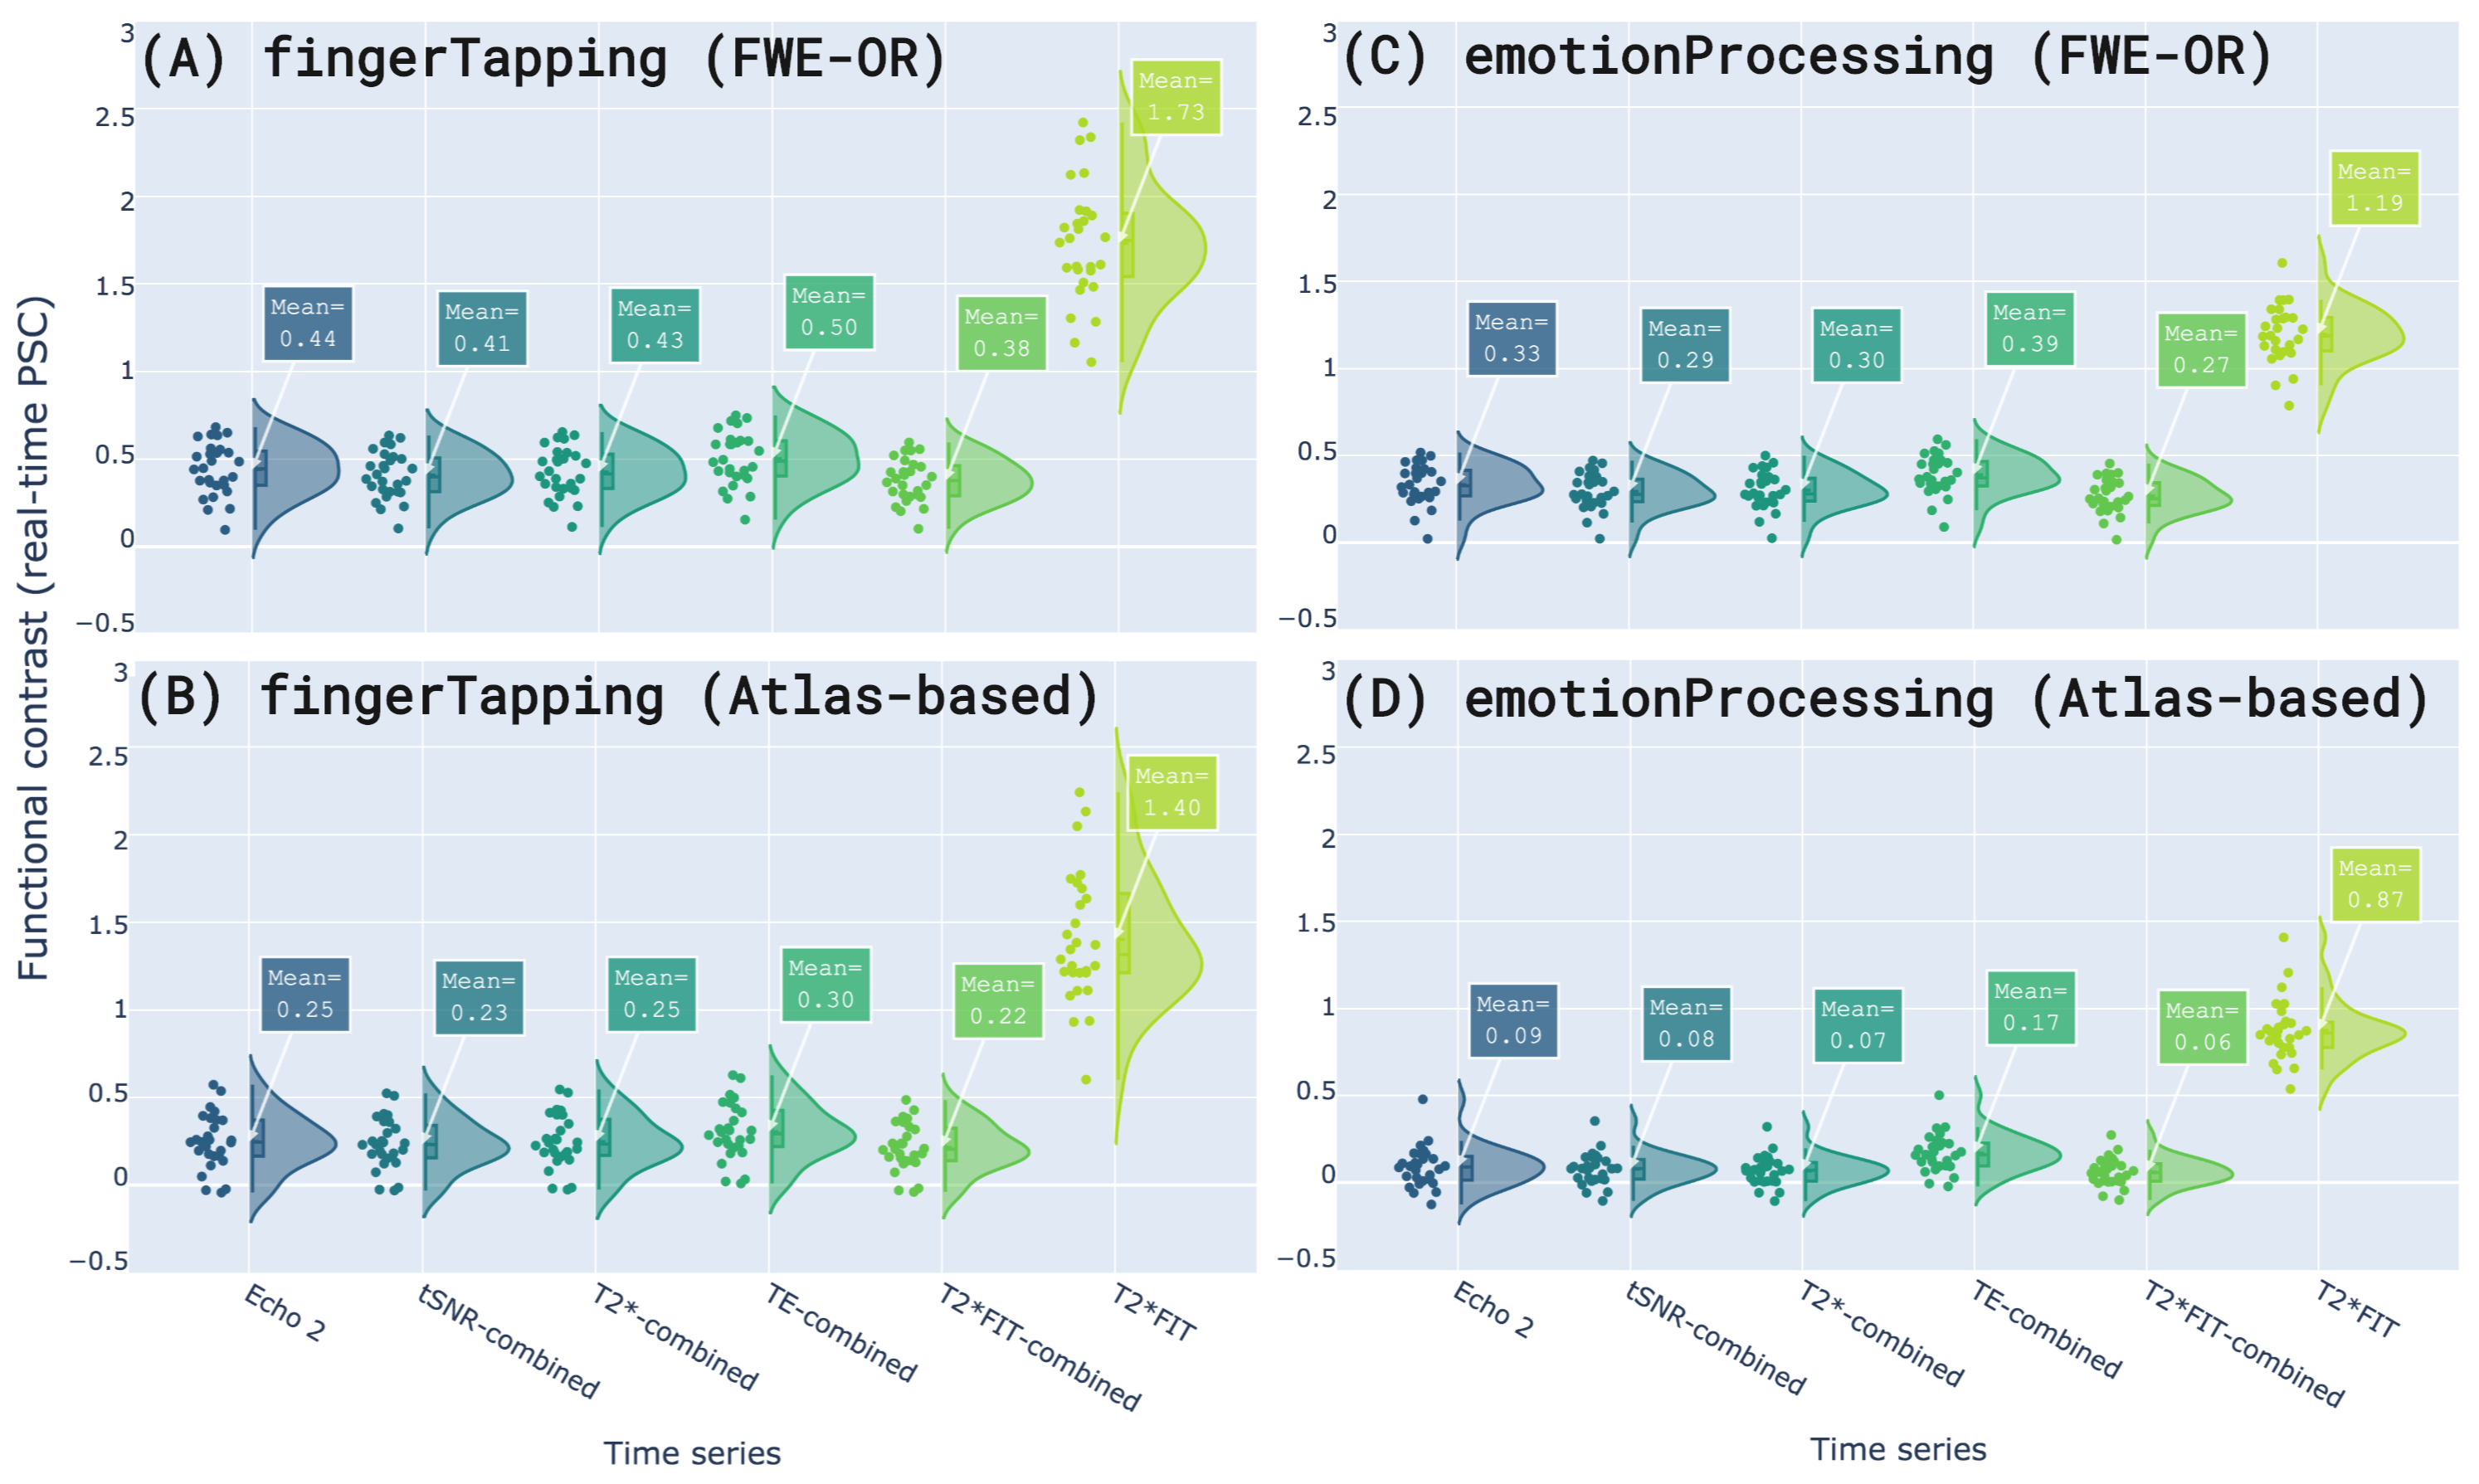 Functional contrast (real-time PSC)
(A) fingerTapping (FWE-OR)
3
2.5
2
1.5
1
0.5
0
−0.5
Mean=
0.44
Mean=
0.41
Mean=
0.43
Mean=
0.50
Mean=
0.38
Mean=
1.73
(C) emotionProcessing (FWE-OR)
3
2.5
2
1.5
1
0.5
0
−0.5
Mean=
0.33
Mean=
0.29
Mean=
0.30
Mean=
0.39
Mean=
0.27
Mean=
1.19
(B) fingerTapping (Atlas-based)
3
2.5
2
1.5
1
0.5
0
−0.5
Mean=
0.25
Mean=
0.23
Mean=
0.25
Mean=
0.30
Mean=
0.22
Mean=
1.40
Echo 2
tSNR-combined
T2*-combined
TE-combined
T2*FIT-combined
T2*FIT
Time series
(D) emotionProcessing (Atlas-based)
3
2.5
2
1.5
1
0.5
0
−0.5
Mean=
0.09
Mean=
0.08
Mean=
0.07
Mean=
0.17
Mean=
0.06
Mean=
0.87
Echo 2
tSNR-combined
T2*-combined
TE-combined
T2*FIT-combined
T2*FIT
Time series